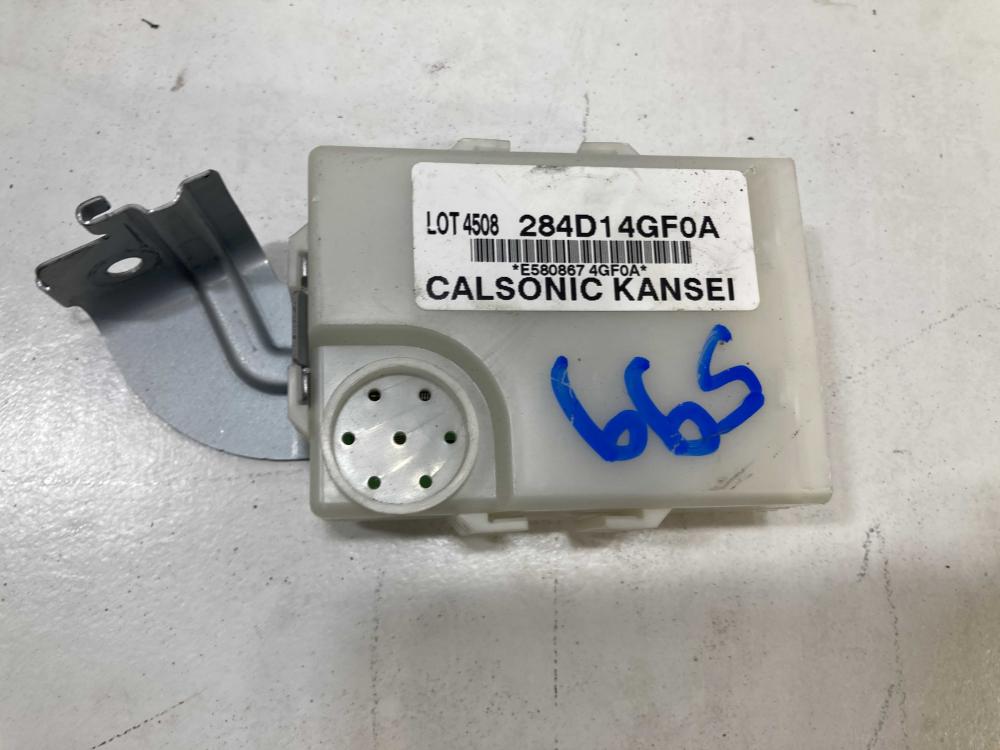 LOT 4508 284D14GF0A
*E580867 4GF0A*
CALSONIC KANSEI
665